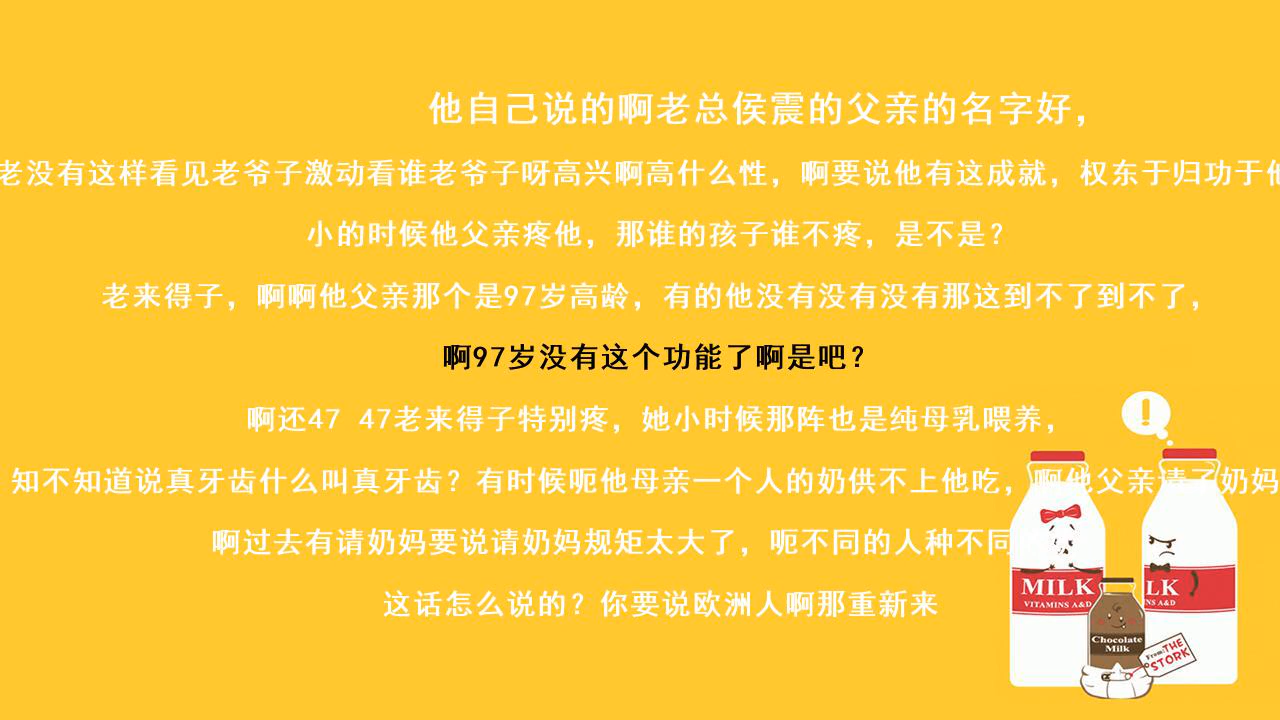 他自己说的啊老总侯震的父亲的名字好，
老没有这样看见老爷子激动看谁老爷子呀高兴啊高什么性，啊要说他有这成就，权东于归功于他
小的时候他父亲疼他，那谁的孩子谁不疼，是不是？
老来得子，啊啊他父亲那个是97岁高龄，有的他没有没有没有那这到不了到不了，
啊97岁没有这个功能了啊是吧？
啊还47 47老来得子特别疼，她小时候那阵也是纯母乳喂养，
知不知道说真牙齿什么叫真牙齿？有时候呃他母亲一个人的奶供不上他吃，啊他父亲请了奶妈
啊过去有请奶妈要说请奶妈规矩太大了，呃不同的人种不同
这话怎么说的？你要说欧洲人啊那重新来
!
MILK
VITAMINS A&D
LK
NS A&D
Chocolate
Milk
From: THE
STORK